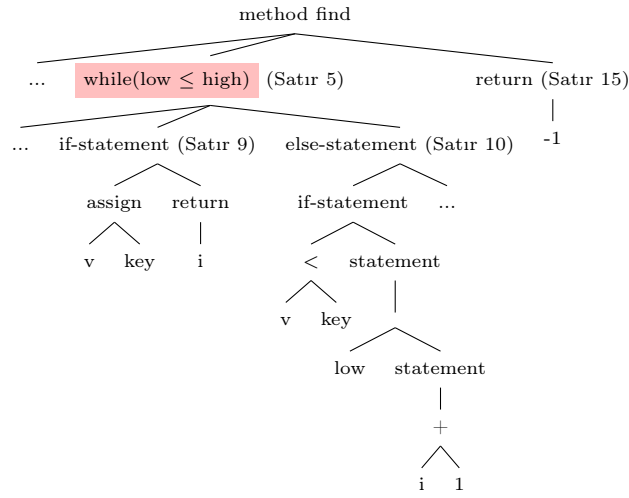 method find
... while(low ≤ high) (Satır 5) return (Satır 15)
... if-statement (Satır 9) else-statement (Satır 10) -1
assign return if-statement ...
v key i < statement
v key
low statement
+
i 1